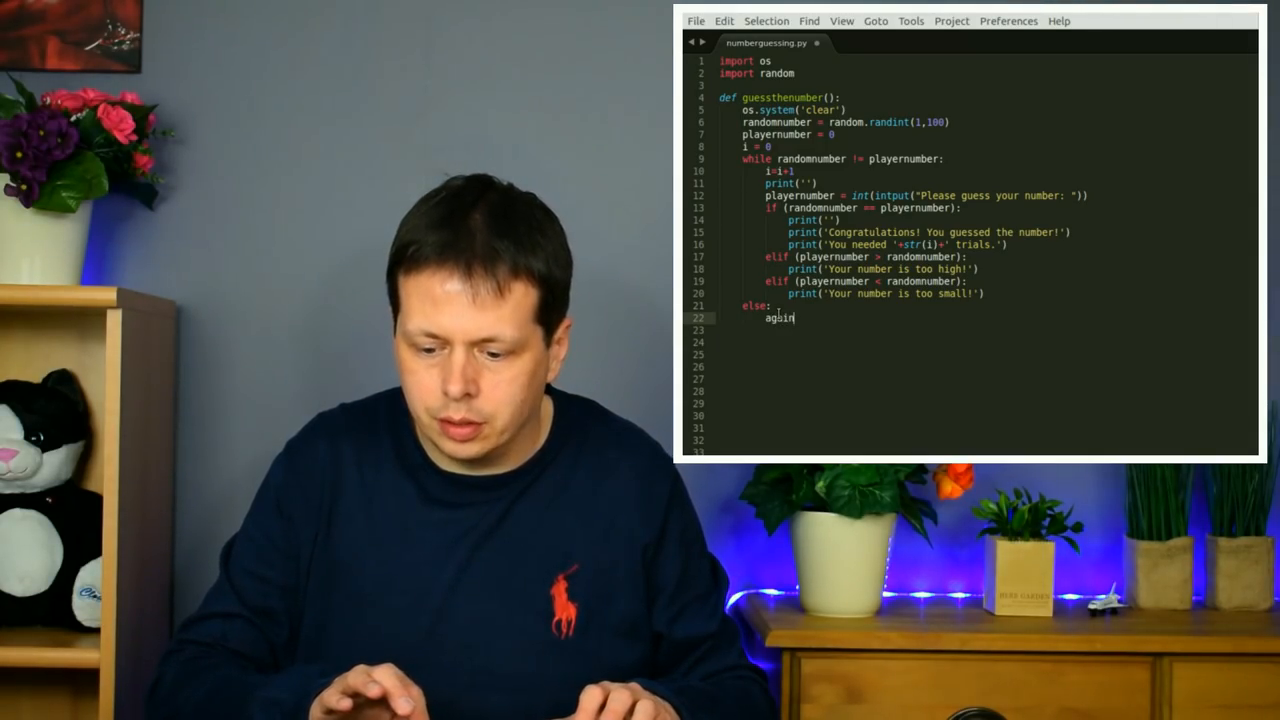 File Edit Selection Find View Goto Tools Project Preferences Help
numberguessing.py
1 import os
2 import random
3
4 def guessthenumber():
5 os.system('clear')
6 randomnumber = random.randint(1,100)
7 playernumber = 0
8 i = 0
9 while randomnumber != playernumber:
10 i=i+1
11 print('')
12 playernumber = int(intput("Please guess your number: "))
13 if (randomnumber == playernumber):
14 print('')
15 print('Congratulations! You guessed the number!')
16 print('You needed '+str(i)+' trials.')
17 elif (playernumber > randomnumber):
18 print('Your number is too high!')
19 elif (playernumber < randomnumber):
20 print('Your number is too small!')
21 else:
22 again
23
24
25
26
27
28
29
30
31
32
33
HERB GARDEN